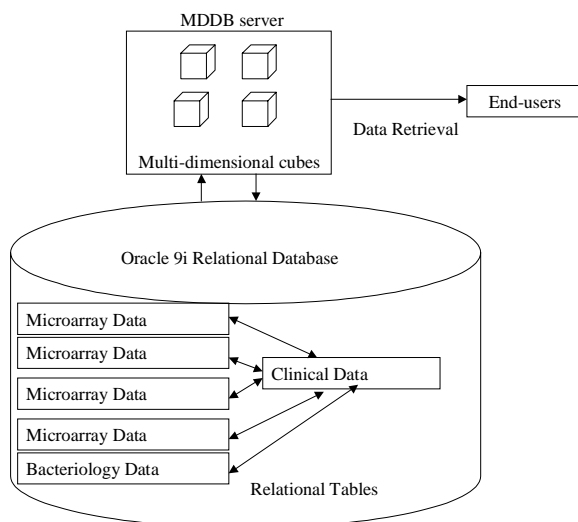 MDDB server
Multi-dimensional cubes
End-users
Data Retrieval
Oracle 9i Relational Database
Microarray Data
Microarray Data
Clinical Data
Microarray Data
Microarray Data
Bacteriology Data
Relational Tables